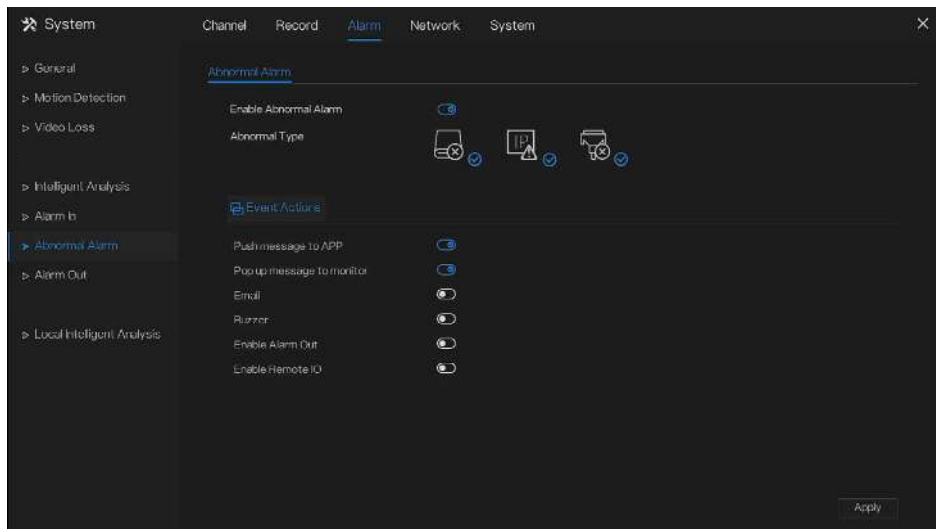 System
Channel Record Alarm Network System
General
Motion Detection
Video Loss
Intelligent Analysis
Alarm In
Abnormal Alarm
Alarm Out
Local Intelligent Analysis
Abnormal Alarm
Enable Abnormal Alarm
Abnormal Type
IP
Event Actions
Push message to APP
Pop up message to monitor
Email
Buzzer
Enable Alarm Out
Enable Remote IO
Apply